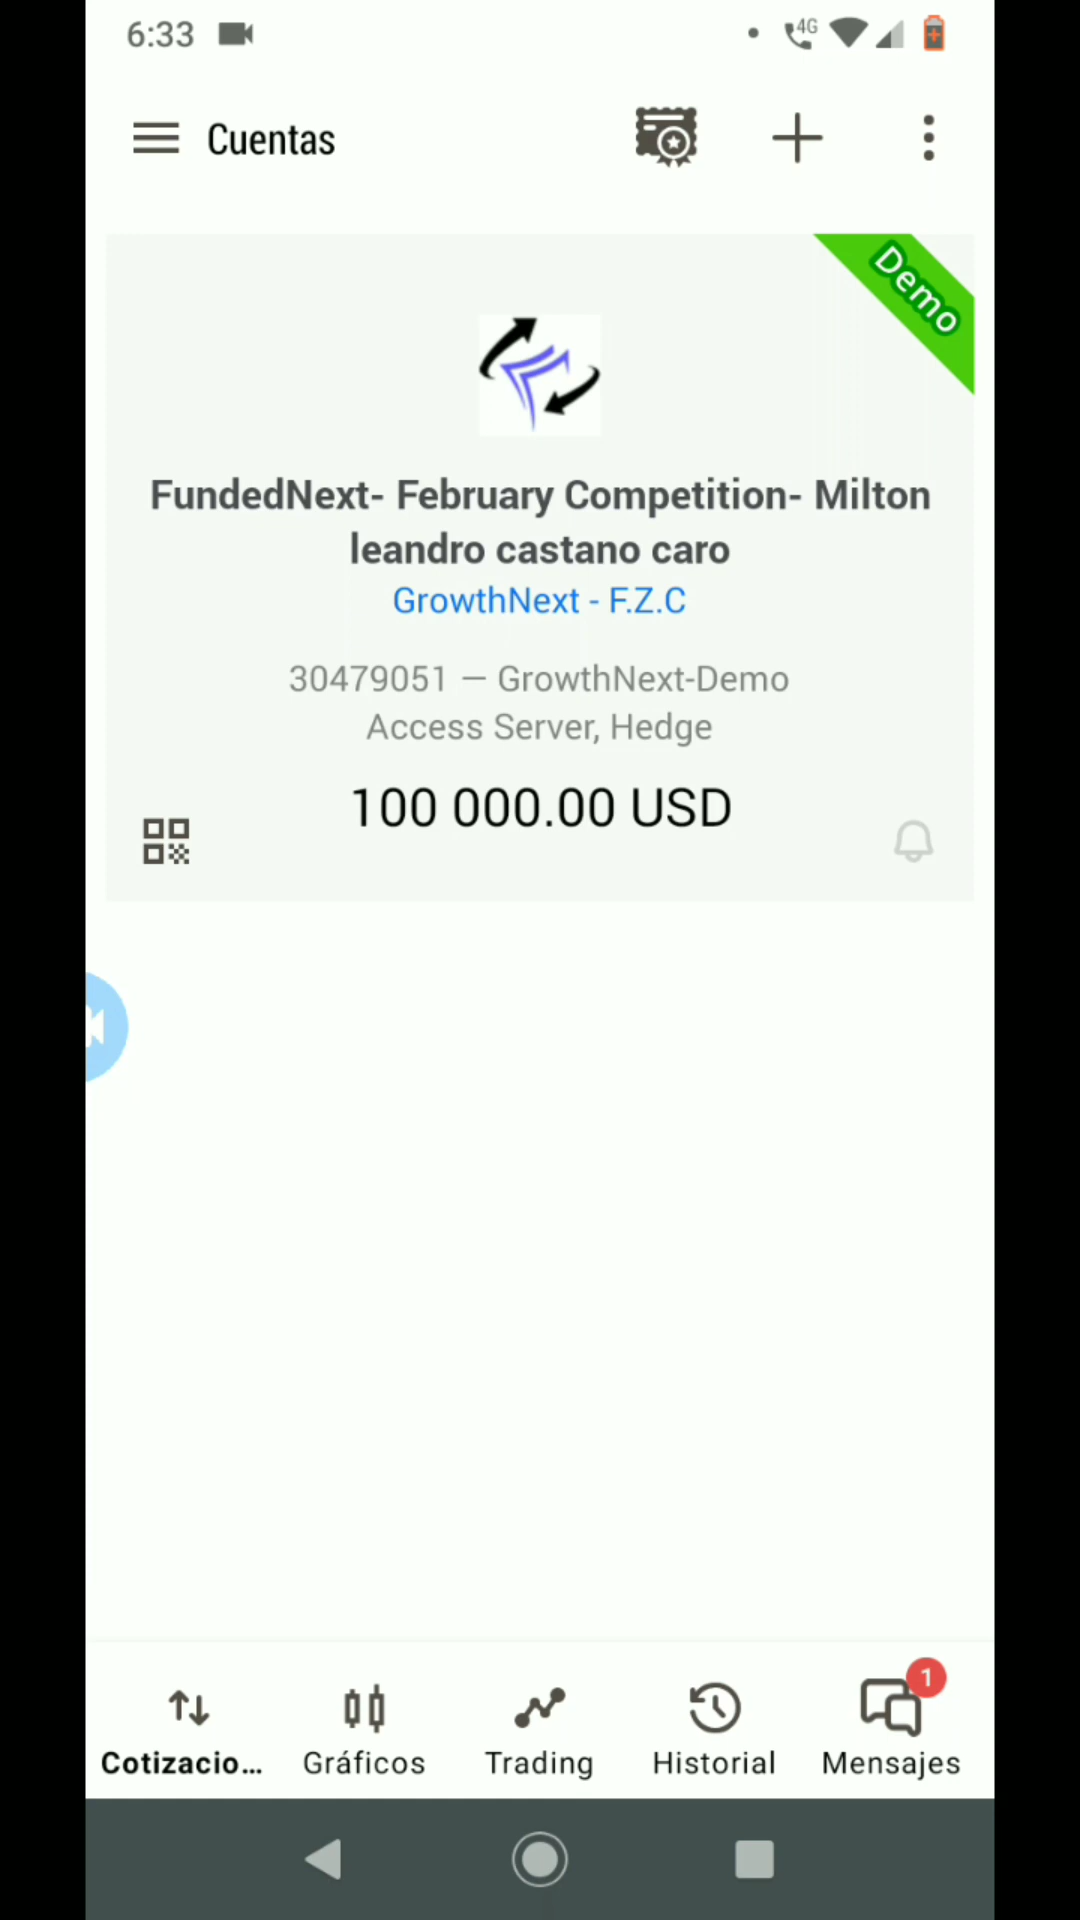 6:33
4G
Cuentas
Demo
FundedNext- February Competition- Milton
leandro castano caro
GrowthNext - F.Z.C
30479051 — GrowthNext-Demo
Access Server, Hedge
100 000.00 USD
1
Cotizacio...
Gráficos
Trading
Historial
Mensajes